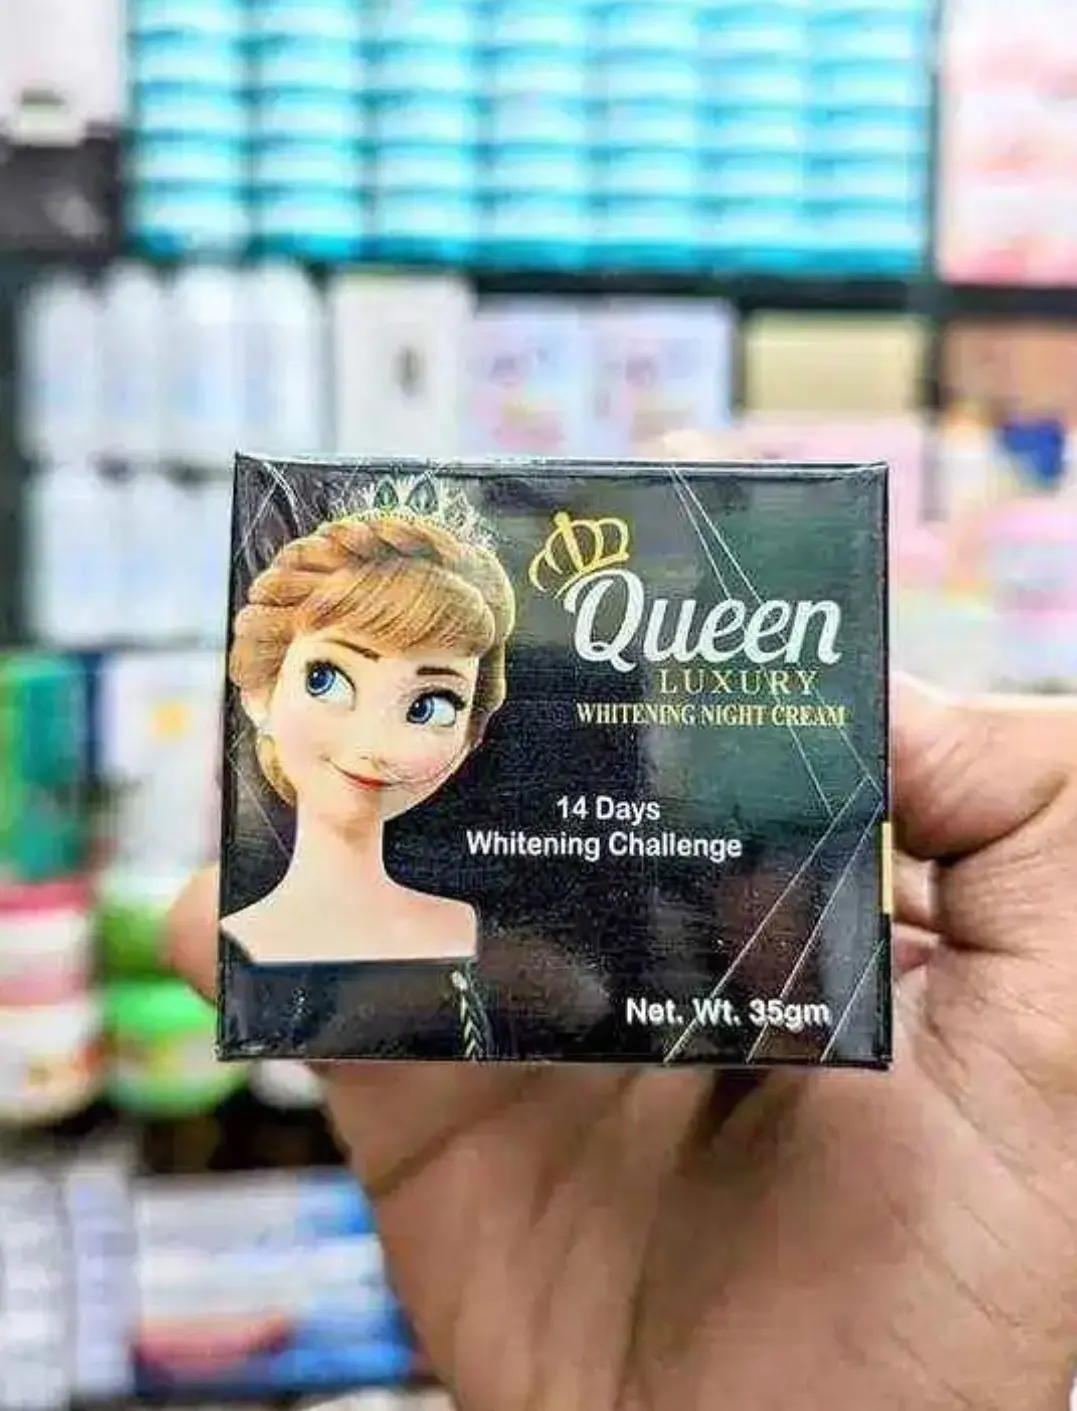 Queen
LUXURY
WHITENING NIGHT CREAM
14 Days
Whitening Challenge
Net. Wt. 35gm